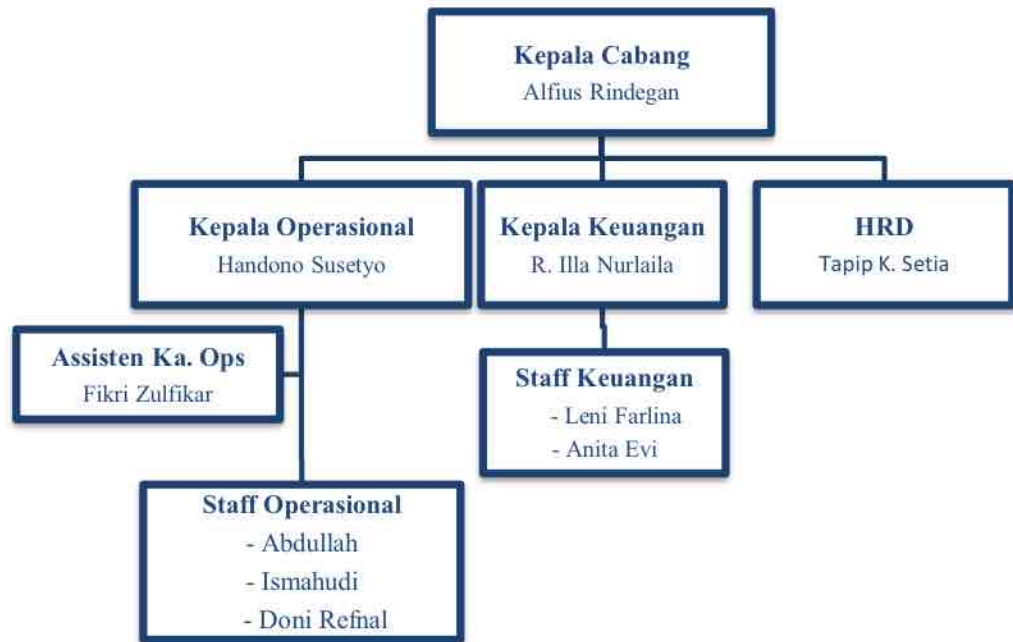 Kepala Cabang
Alfius Rindegan
Kepala Operasional
Handono Susetyo
Kepala Keuangan
R. Illa Nurlaila
HRD
Tapip K. Setia
Assisten Ka. Ops
Fikri Zulfikar
Staff Keuangan
- Leni Farlina
- Anita Evi
Staff Operasional
- Abdullah
- Ismahudi
- Doni Refnal